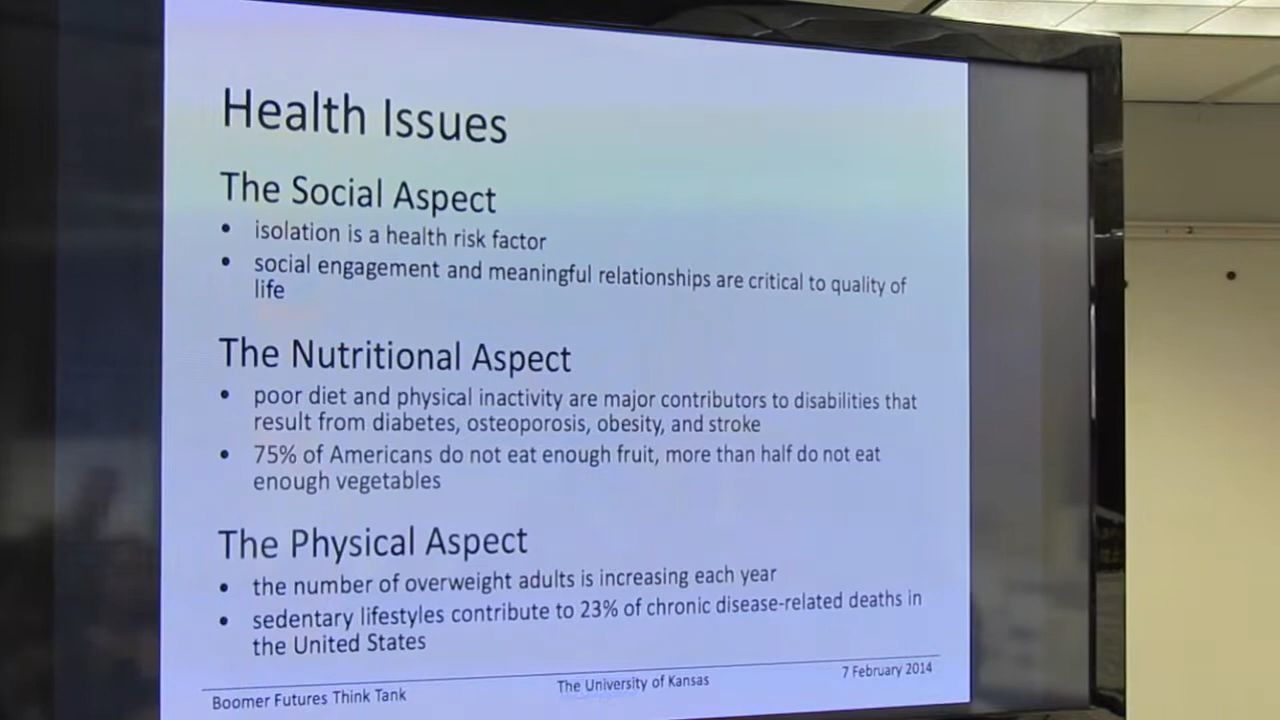 Health Issues
The Social Aspect
• isolation is a health risk factor
• social engagement and meaningful relationships are critical to quality of
life
The Nutritional Aspect
• poor diet and physical inactivity are major contributors to disabilities that
result from diabetes, osteoporosis, obesity, and stroke
• 75% of Americans do not eat enough fruit, more than half do not eat
enough vegetables
The Physical Aspect
• the number of overweight adults is increasing each year
• sedentary lifestyles contribute to 23% of chronic disease-related deaths in
the United States
Boomer Futures Think Tank The University of Kansas 7 February 2014